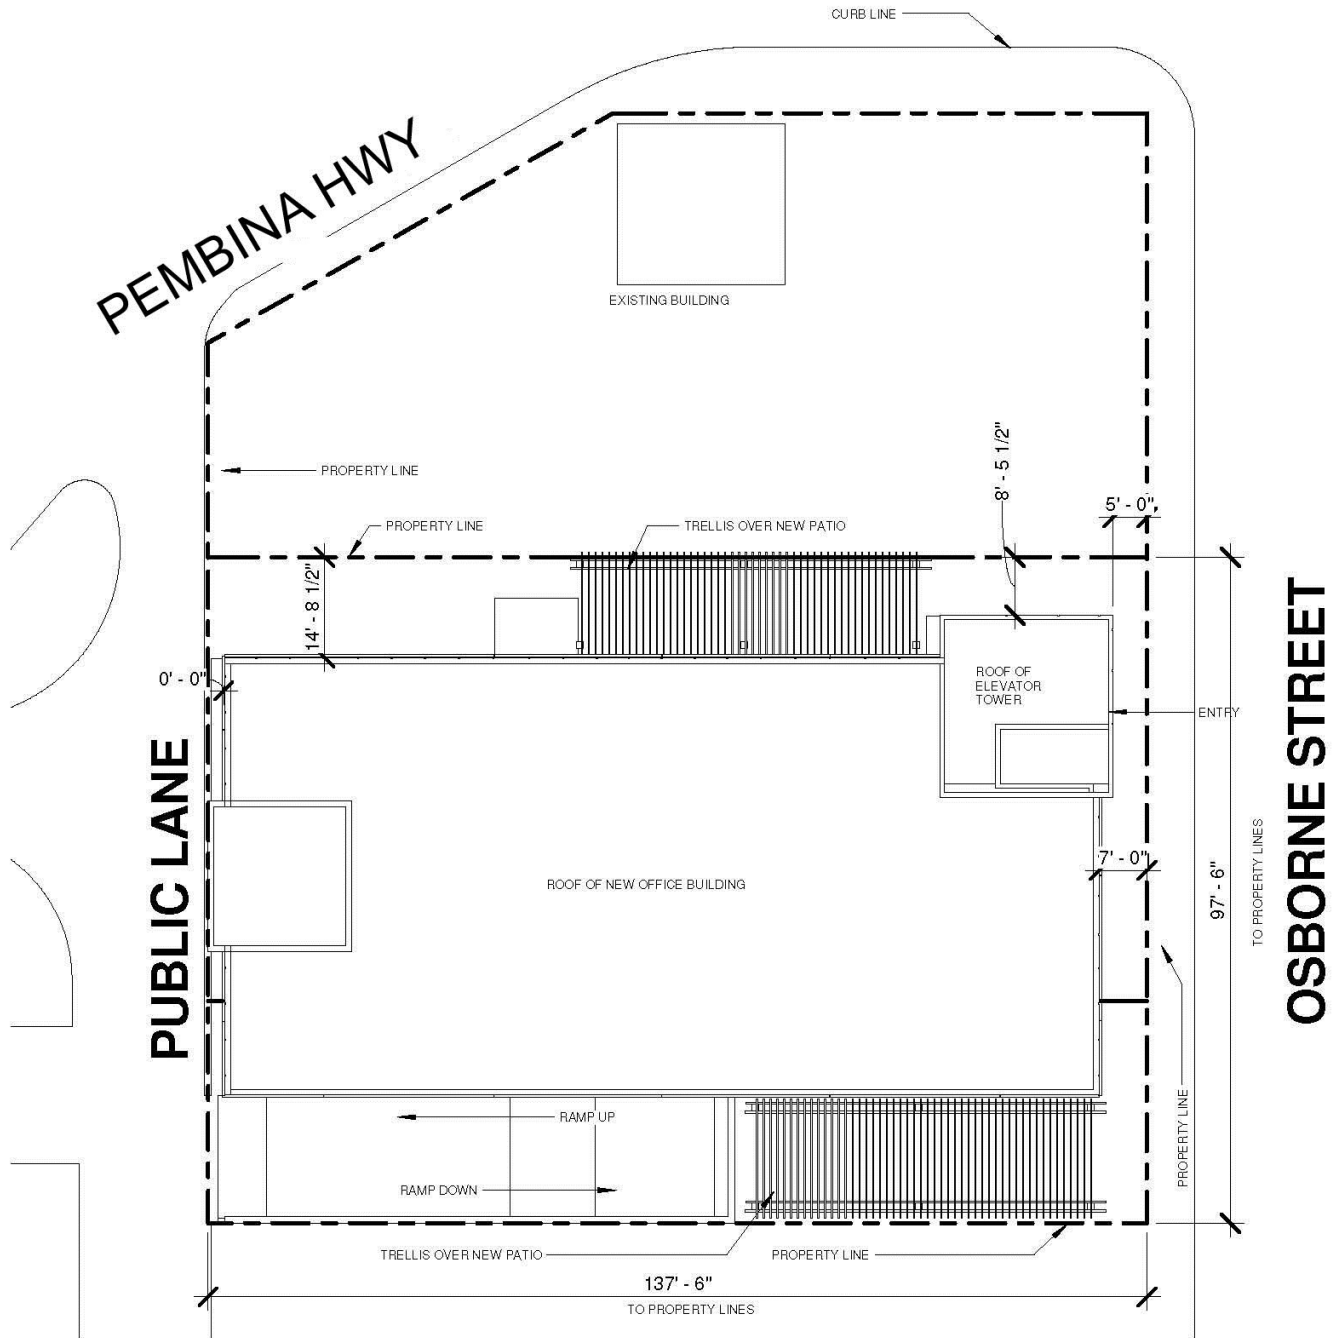 CURB LINE
PEMBINA HWY
EXISTING BUILDING
PROPERTY LINE
8' - 5 1/2"
5' - 0"
PROPERTY LINE
TRELLIS OVER NEW PATIO
14' - 8 1/2"
0' - 0"
ROOF OF
ELEVATOR
TOWER
ENTRY
PUBLIC LANE
OSBORNE STREET
7' - 0"
97' - 6"
TO PROPERTY LINES
ROOF OF NEW OFFICE BUILDING
PROPERTY LINE
RAMP UP
RAMP DOWN
TRELLIS OVER NEW PATIO
PROPERTY LINE
137' - 6"
TO PROPERTY LINES